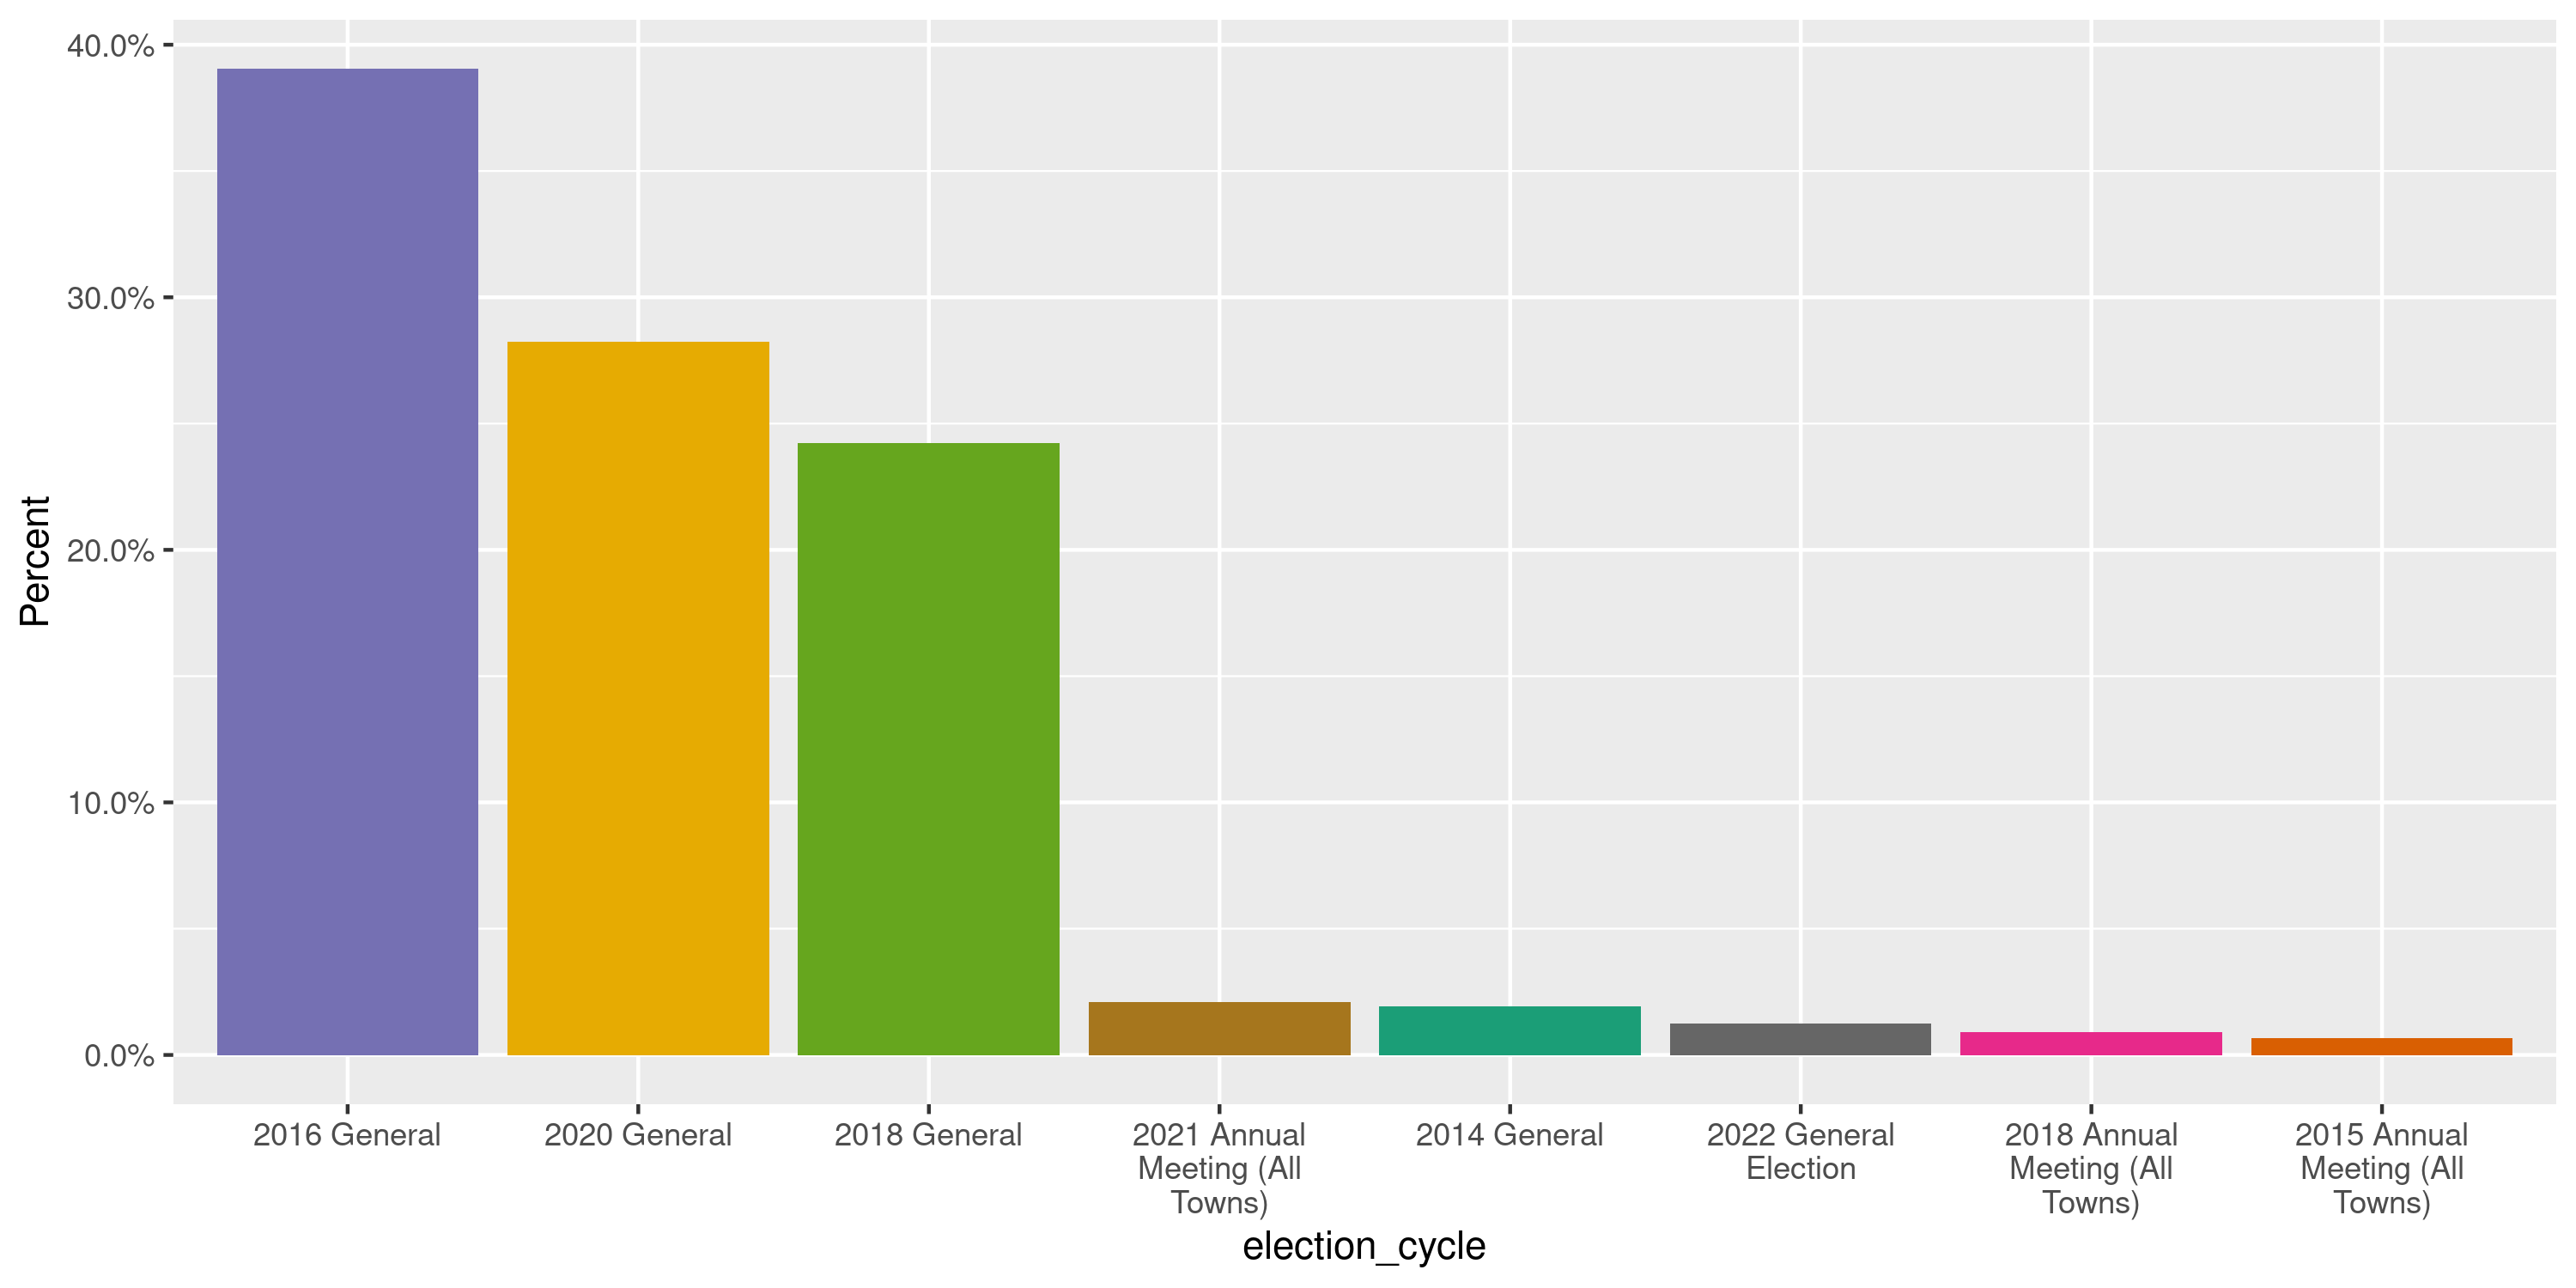 40.0%
30.0%
20.0%
10.0%
0.0%
Percent
2016 General
2020 General
2018 General
2021 Annual
Meeting (All
Towns)
2014 General
2022 General
Election
2018 Annual
Meeting (All
Towns)
2015 Annual
Meeting (All
Towns)
election_cycle